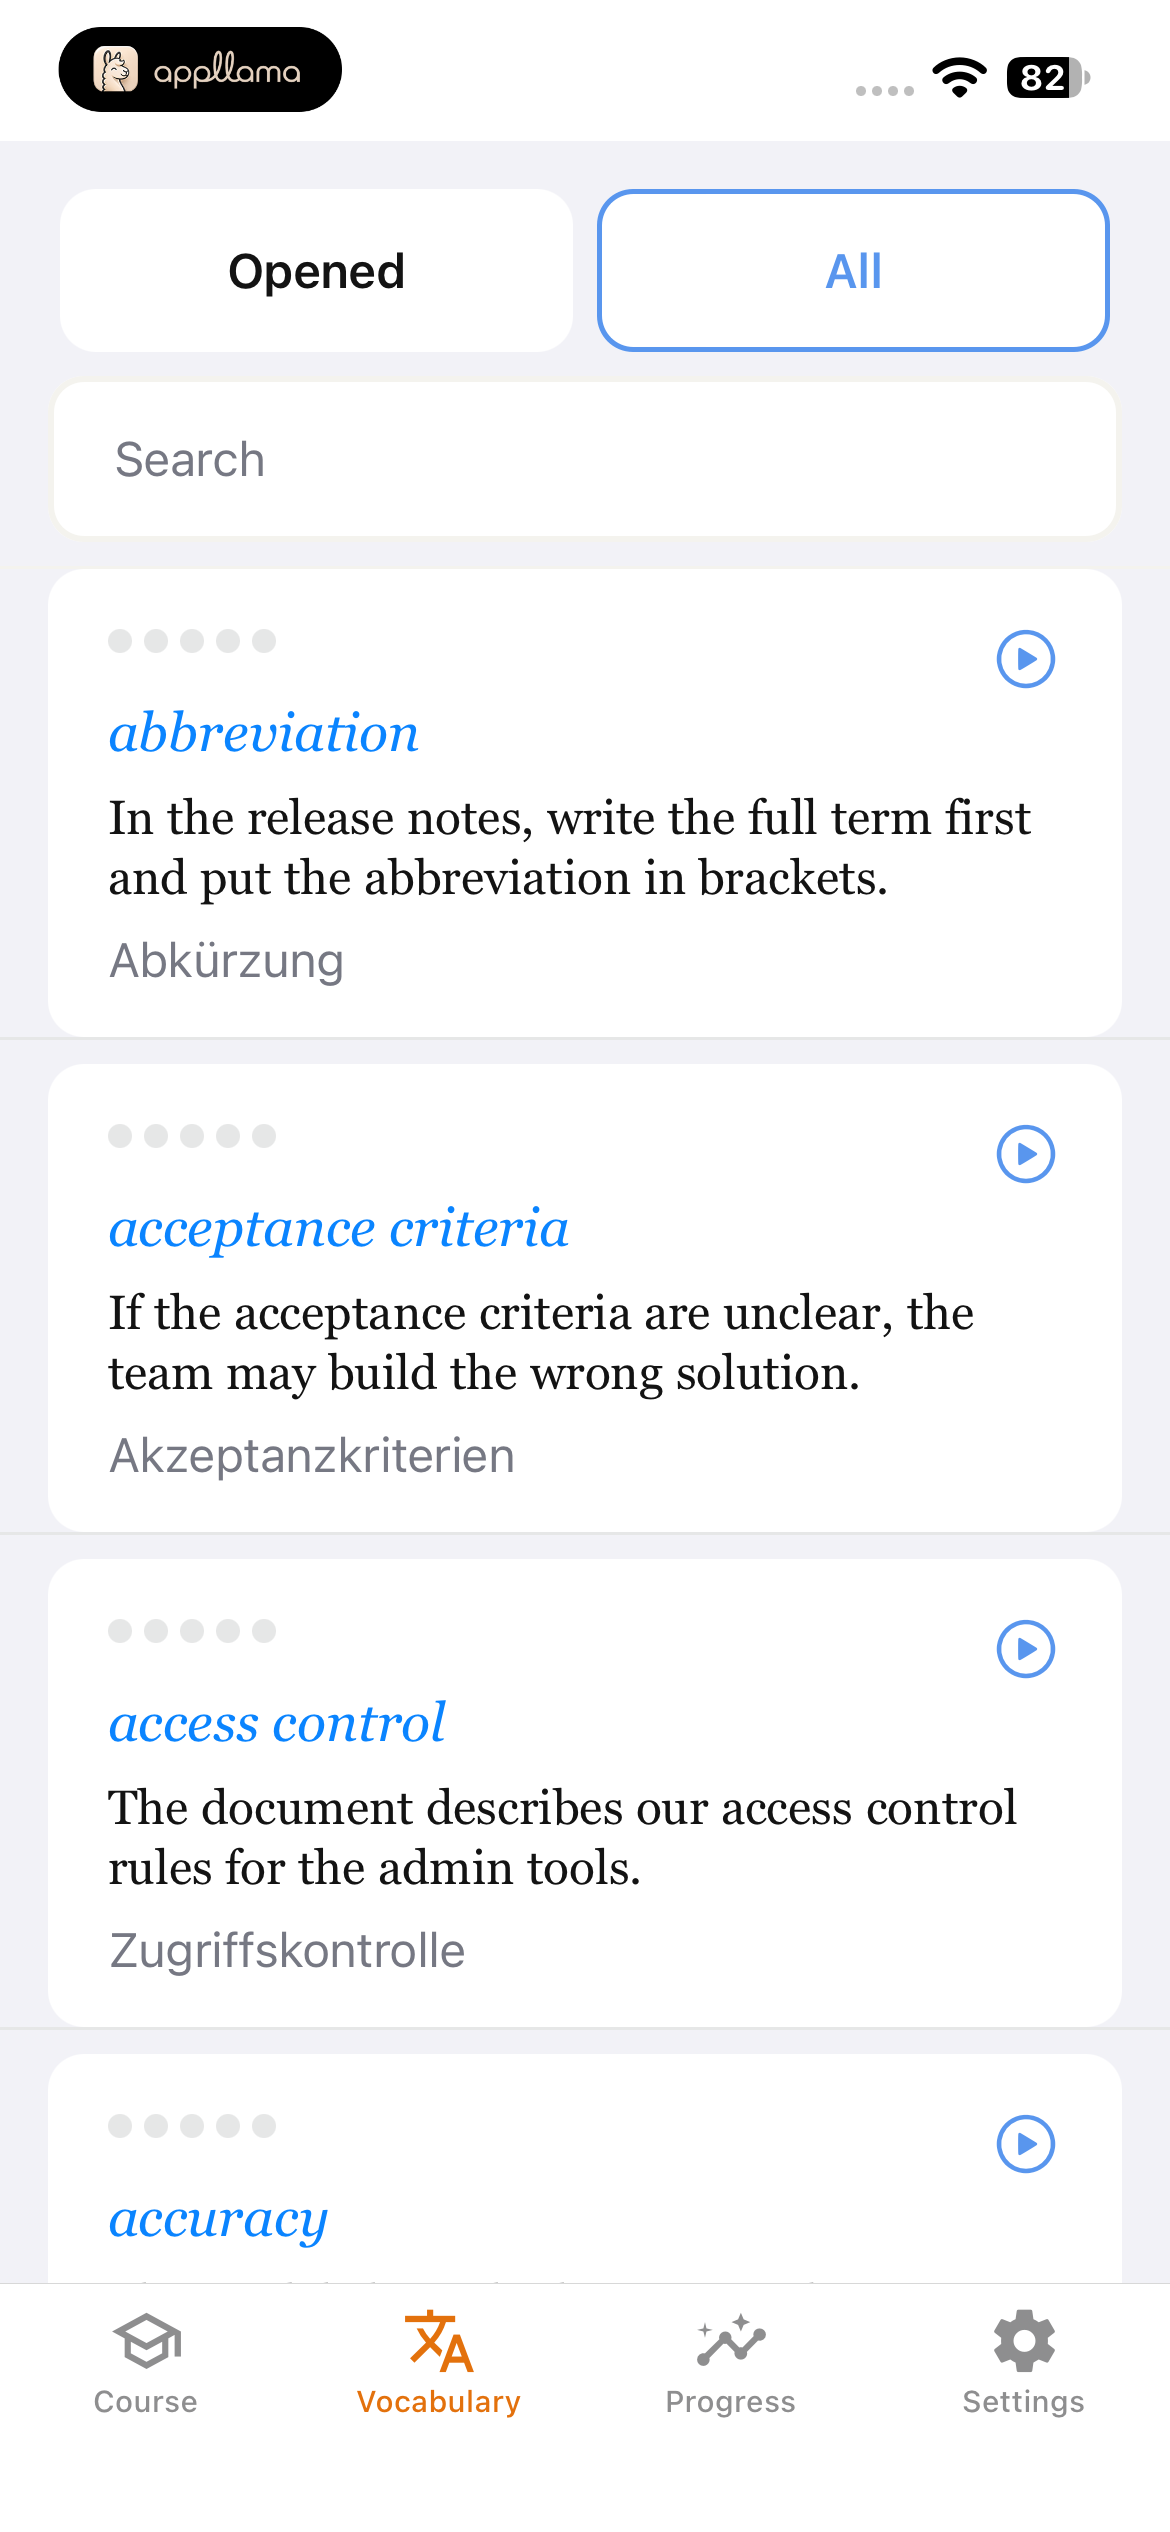 appllama
82
Opened
All
Search
abbreviation
In the release notes, write the full term first
and put the abbreviation in brackets.
Abkürzung
acceptance criteria
If the acceptance criteria are unclear, the
team may build the wrong solution.
Akzeptanzkriterien
access control
The document describes our access control
rules for the admin tools.
Zugriffskontrolle
accuracy
Course
Vocabulary
Progress
Settings